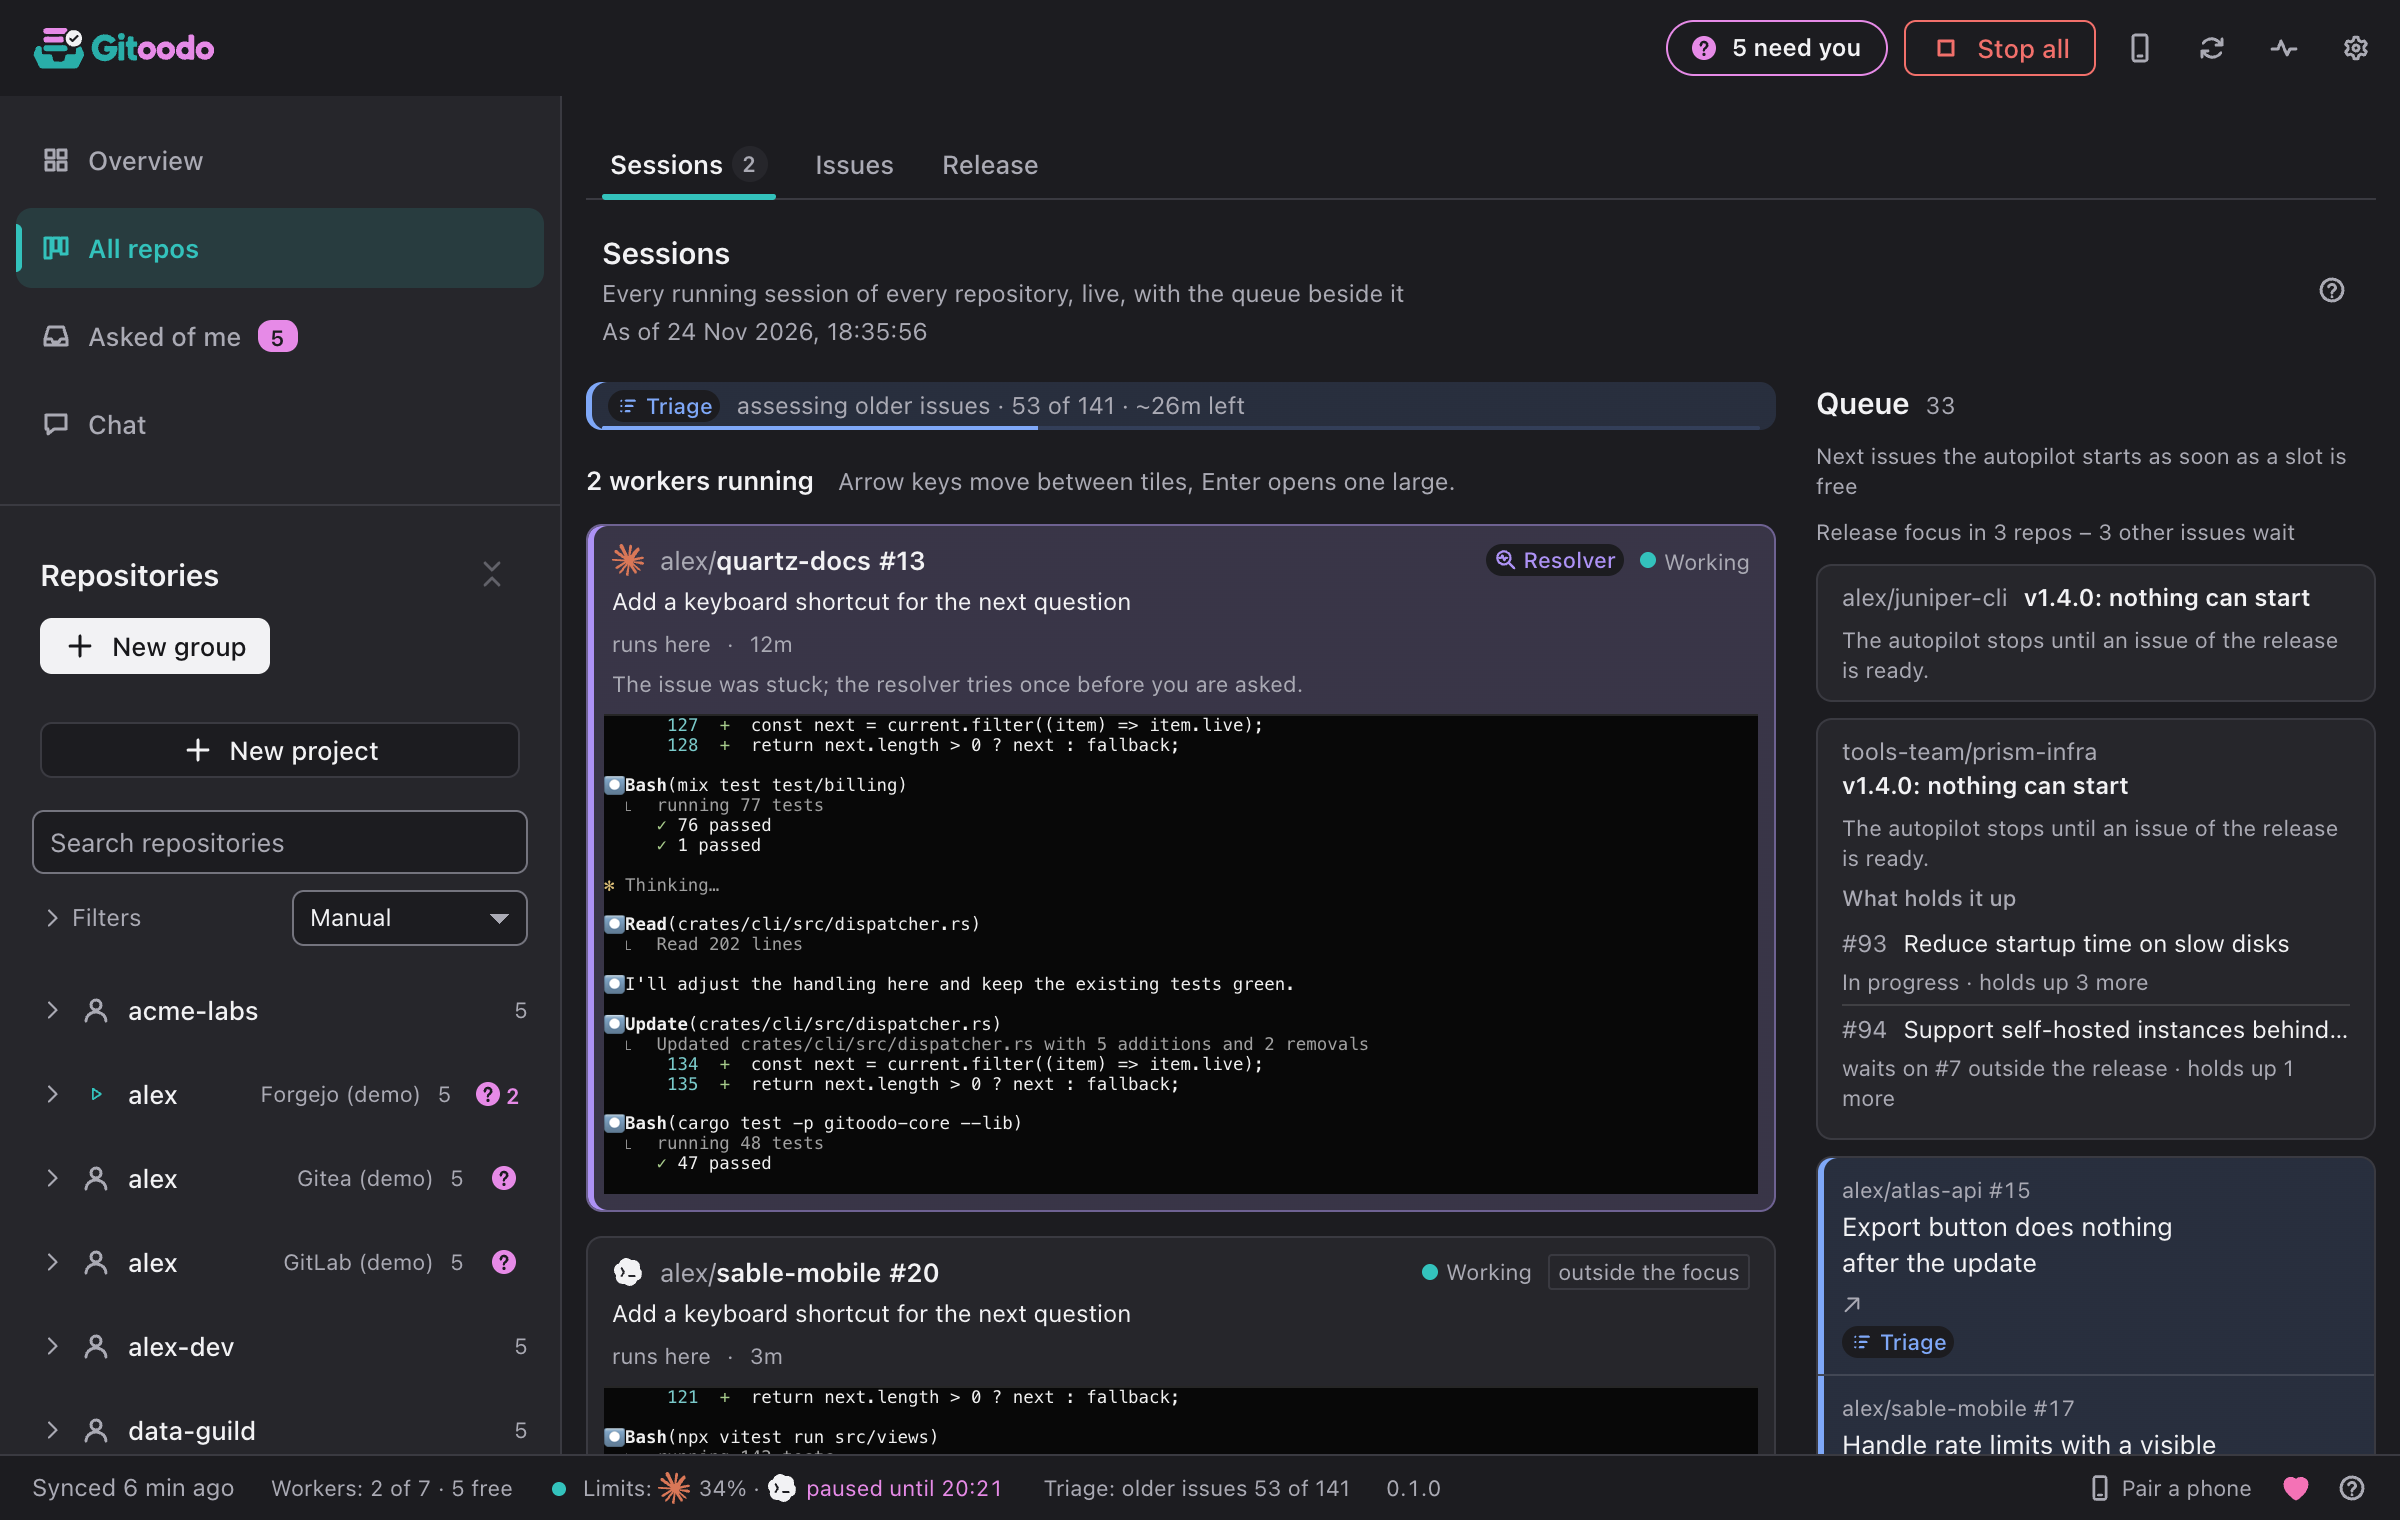 Gitoodo
5 need you
Stop all
Overview
All repos
Asked of me 5
Chat
Repositories
New group
New project
Search repositories
Filters
Manual
acme-labs 5
alex Forgejo (demo) 5 2
alex Gitea (demo) 5
alex GitLab (demo) 5
alex-dev 5
data-guild 5
Sessions 2
Issues
Release
Sessions
Every running session of every repository, live, with the queue beside it
As of 24 Nov 2026, 18:35:56
Triage assessing older issues · 53 of 141 · ~26m left
2 workers running Arrow keys move between tiles, Enter opens one large.
alex/quartz-docs #13 Resolver Working
Add a keyboard shortcut for the next question
runs here · 12m
The issue was stuck; the resolver tries once before you are asked.
127 + const next = current.filter((item) => item.live);
128 + return next.length > 0 ? next : fallback;
Bash(mix test test/billing)
running 77 tests
✓ 76 passed
✓ 1 passed
✻ Thinking…
Read(crates/cli/src/dispatcher.rs)
Read 202 lines
I'll adjust the handling here and keep the existing tests green.
Update(crates/cli/src/dispatcher.rs)
Updated crates/cli/src/dispatcher.rs with 5 additions and 2 removals
134 + const next = current.filter((item) => item.live);
135 + return next.length > 0 ? next : fallback;
Bash(cargo test -p gitoodo-core --lib)
running 48 tests
✓ 47 passed
alex/sable-mobile #20 Working outside the focus
Add a keyboard shortcut for the next question
runs here · 3m
121 + return next.length > 0 ? next : fallback;
Bash(npx vitest run src/views)
Queue 33
Next issues the autopilot starts as soon as a slot is
free
Release focus in 3 repos – 3 other issues wait
alex/juniper-cli v1.4.0: nothing can start
The autopilot stops until an issue of the release
is ready.
tools-team/prism-infra
v1.4.0: nothing can start
The autopilot stops until an issue of the release
is ready.
What holds it up
#93 Reduce startup time on slow disks
In progress · holds up 3 more
#94 Support self-hosted instances behind…
waits on #7 outside the release · holds up 1
more
alex/atlas-api #15
Export button does nothing
after the update
Triage
alex/sable-mobile #17
Handle rate limits with a visible
Synced 6 min ago
Workers: 2 of 7 · 5 free
Limits: 34% · paused until 20:21
Triage: older issues 53 of 141
0.1.0
Pair a phone